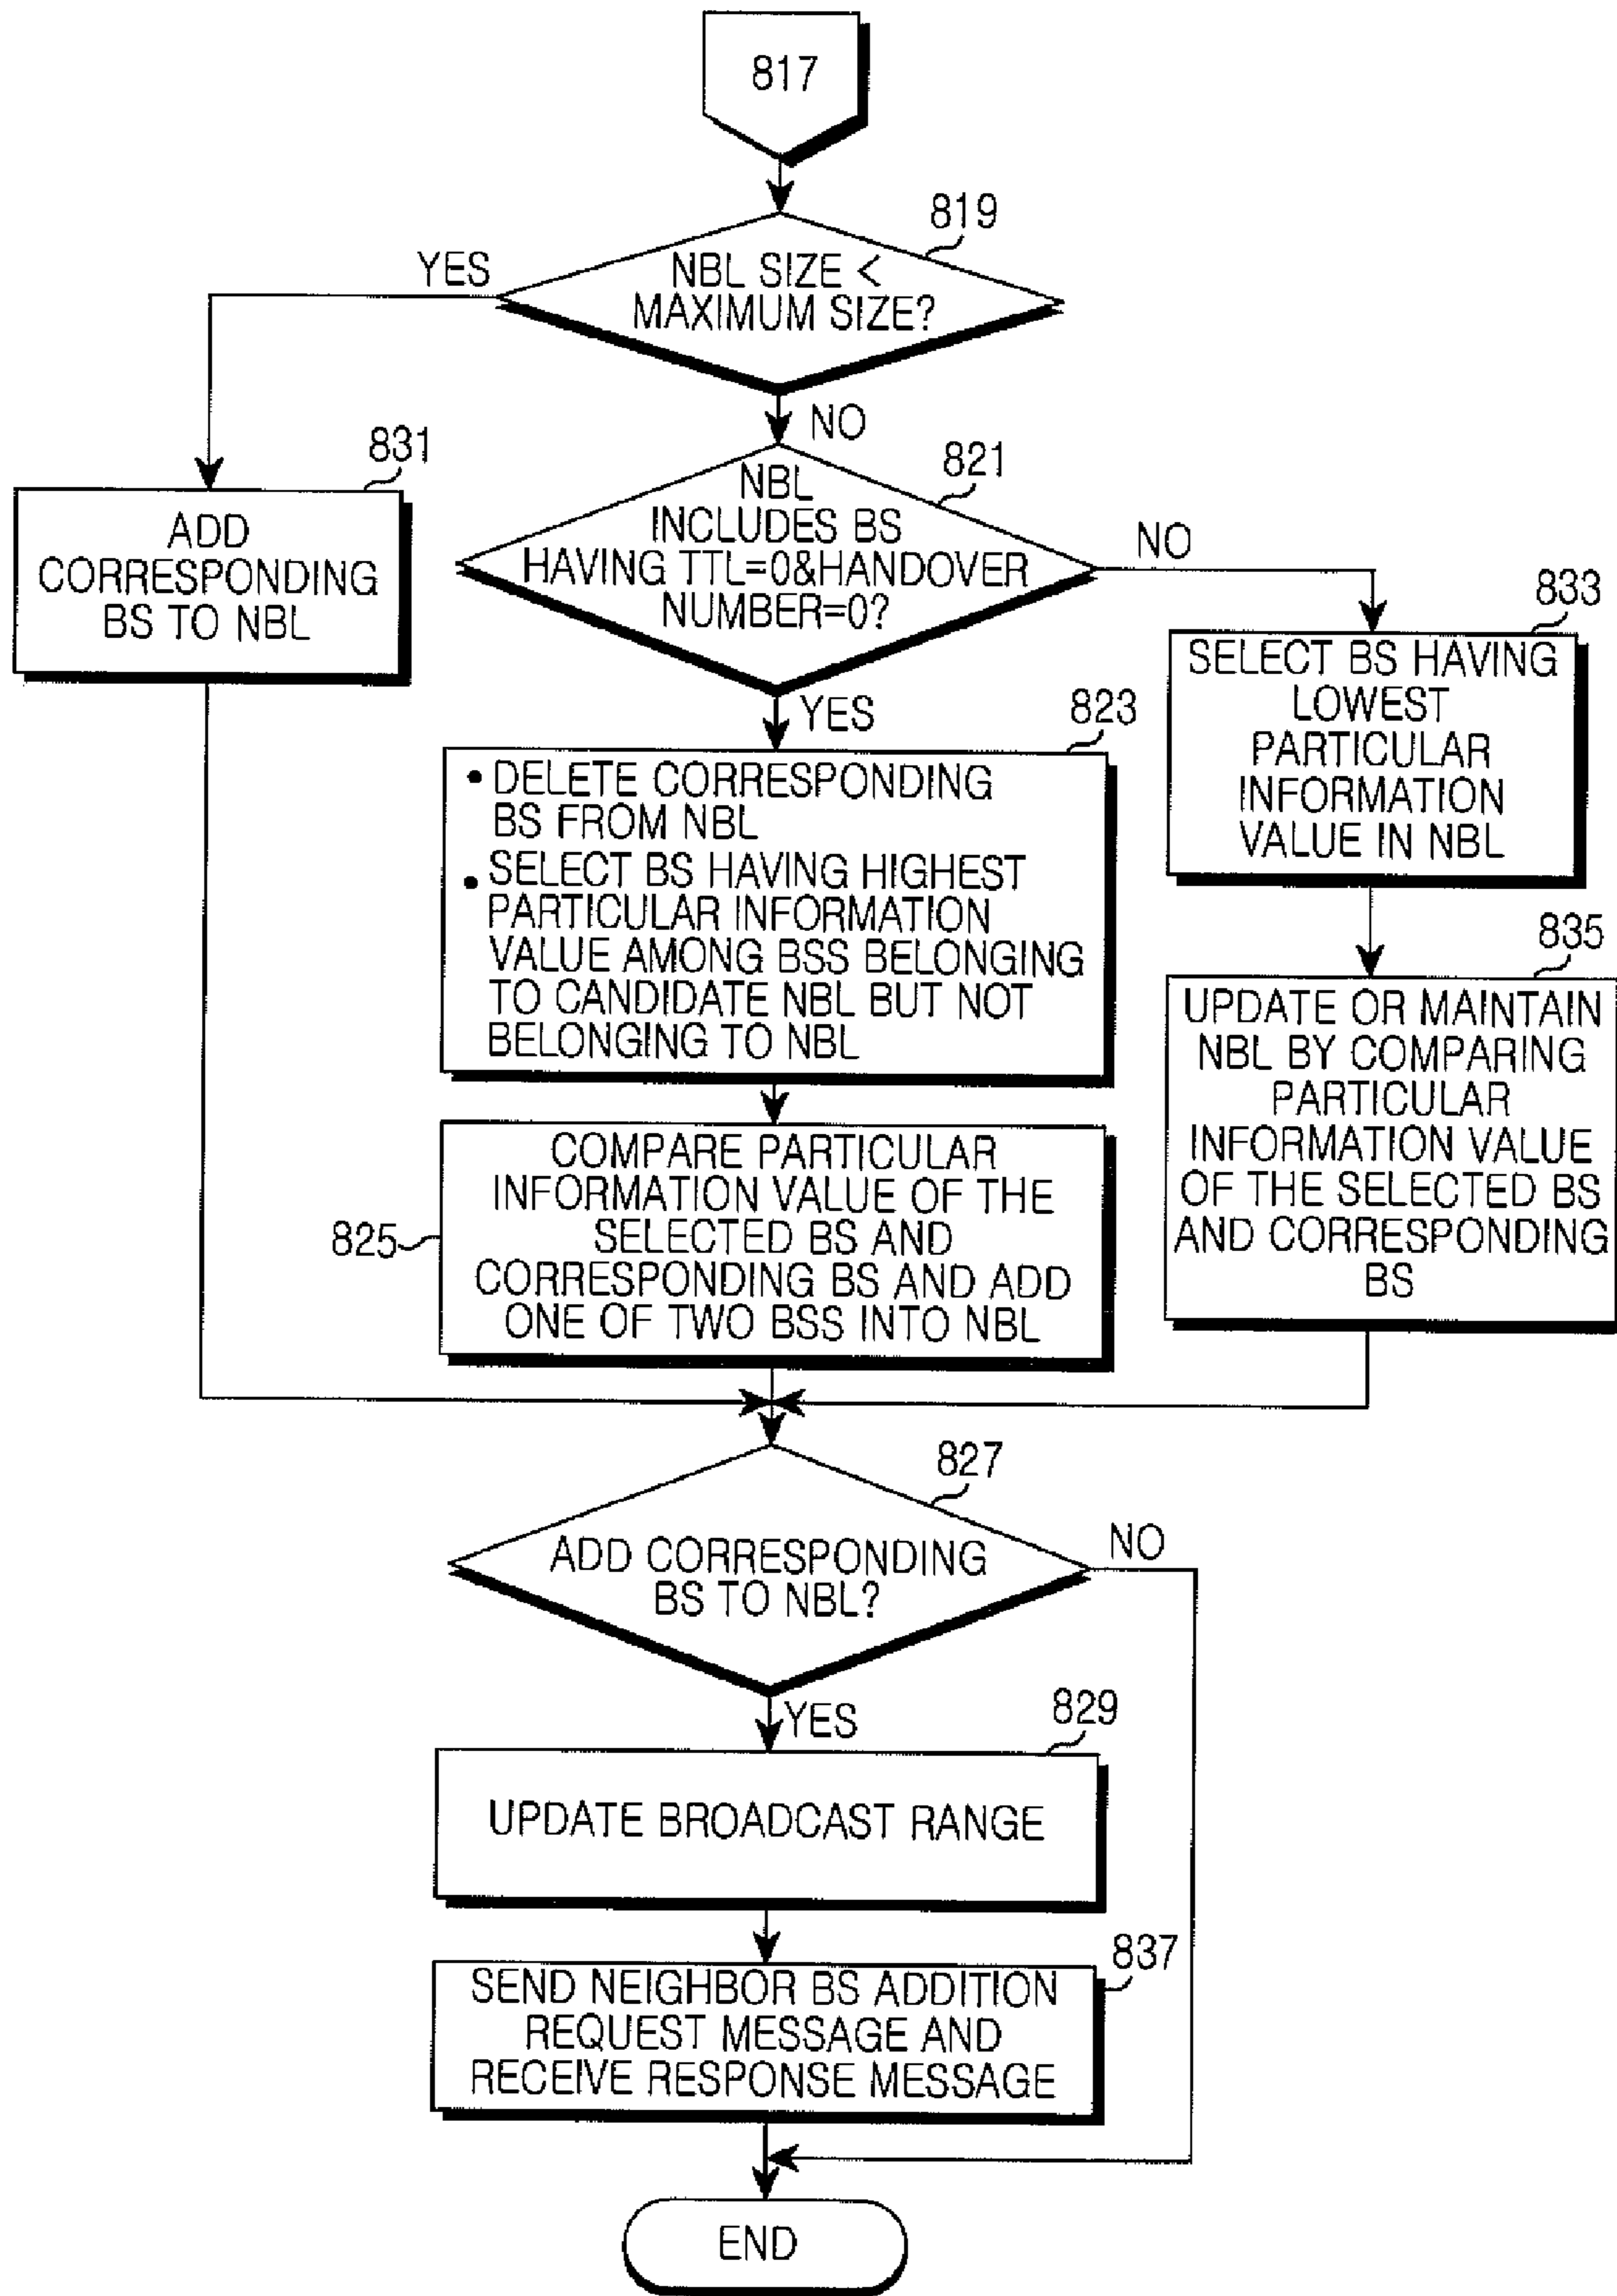 817
819
YES
NBL SIZE <
MAXIMUM SIZE?
NO
831
ADD
CORRESPONDING
BS TO NBL
821
NBL
INCLUDES BS
HAVING TTL=0&HANDOVER
NUMBER=0?
NO
YES
833
SELECT BS HAVING
LOWEST
PARTICULAR
INFORMATION
VALUE IN NBL
823
• DELETE CORRESPONDING
BS FROM NBL
• SELECT BS HAVING HIGHEST
PARTICULAR INFORMATION
VALUE AMONG BSS BELONGING
TO CANDIDATE NBL BUT NOT
BELONGING TO NBL
835
UPDATE OR MAINTAIN
NBL BY COMPARING
PARTICULAR
INFORMATION VALUE
OF THE SELECTED BS
AND CORRESPONDING
BS
825
COMPARE PARTICULAR
INFORMATION VALUE OF THE
SELECTED BS AND
CORRESPONDING BS AND ADD
ONE OF TWO BSS INTO NBL
827
ADD CORRESPONDING
BS TO NBL?
NO
YES
829
UPDATE BROADCAST RANGE
837
SEND NEIGHBOR BS ADDITION
REQUEST MESSAGE AND
RECEIVE RESPONSE MESSAGE
END